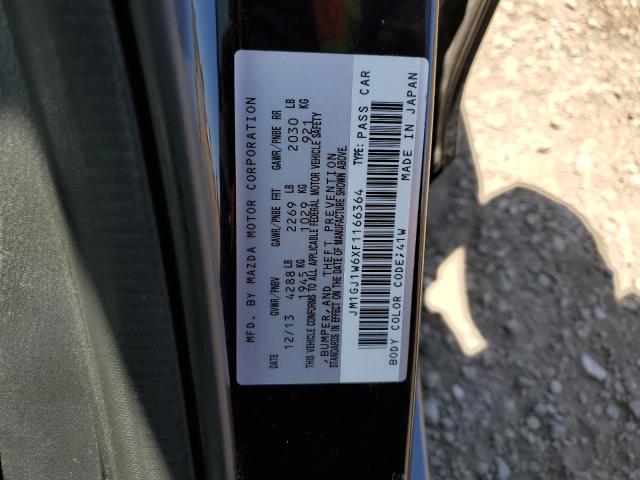 MFD. BY MAZDA MOTOR CORPORATION
DATE GVWR/PNBV GAWR/PNBE FRT GAWR/PNBE RR
12/13 4288 LB 2269 LB 2030 LB
1945 KG 1029 KG 921 KG
THIS VEHICLE CONFORMS TO ALL APPLICABLE FEDERAL MOTOR VEHICLE SAFETY
,BUMPER,AND THEFT PREVENTION
STANDARDS IN EFFECT ON THE DATE OF MANUFACTURE SHOWN ABOVE.
JM1GJ1W6XF1166364 TYPE: PASS CAR
BODY COLOR CODE;41W MADE IN JAPAN